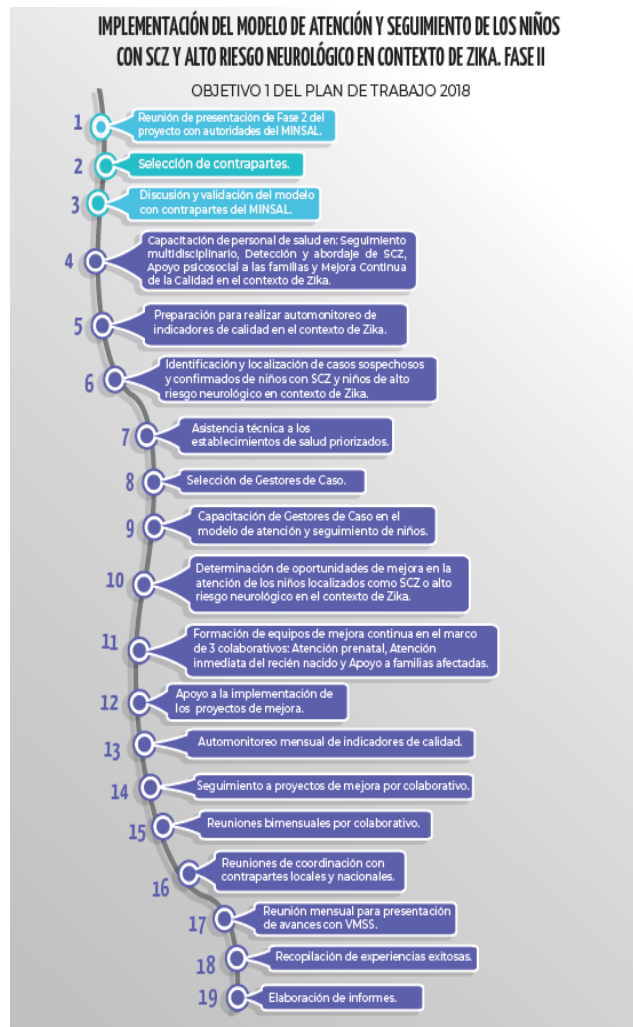 IMPLEMENTACIÓN DEL MODELO DE ATENCIÓN Y SEGUIMIENTO DE LOS NIÑOS
CON SCZ Y ALTO RIESGO NEUROLÓGICO EN CONTEXTO DE ZIKA. FASE II
OBJETIVO 1 DEL PLAN DE TRABAJO 2018
1
Reunión de presentación de Fase 2 del
proyecto con autoridades del MINSAL.
2
Selección de contrapartes.
3
Discusión y validación del modelo
con contrapartes del MINSAL.
4
Capacitación de personal de salud en: Seguimiento
multidisciplinario, Detección y abordaje de SCZ,
Apoyo psicosocial a las familias y Mejora Continua
de la Calidad en el contexto de Zika.
5
Preparación para realizar automonitoreo de
indicadores de calidad en el contexto de Zika.
6
Identificación y localización de casos sospechosos
y confirmados de niños con SCZ y niños de alto
riesgo neurológico en contexto de Zika.
7
Asistencia técnica a los
establecimientos de salud priorizados.
8
Selección de Gestores de Caso.
9
Capacitación de Gestores de Caso en el
modelo de atención y seguimiento de niños.
10
Determinación de oportunidades de mejora en la
atención de los niños localizados como SCZ o alto
riesgo neurológico en el contexto de Zika.
11
Formación de equipos de mejora continua en el marco
de 3 colaborativos: Atención prenatal, Atención
inmediata del recién nacido y Apoyo a familias afectadas.
12
Apoyo a la implementación de
los proyectos de mejora.
13
Automonitoreo mensual de indicadores de calidad.
14
Seguimiento a proyectos de mejora por colaborativo.
15
Reuniones bimensuales por colaborativo.
16
Reuniones de coordinación con
contrapartes locales y nacionales.
17
Reunión mensual para presentación
de avances con VMSS.
18
Recopilación de experiencias exitosas.
19
Elaboración de informes.